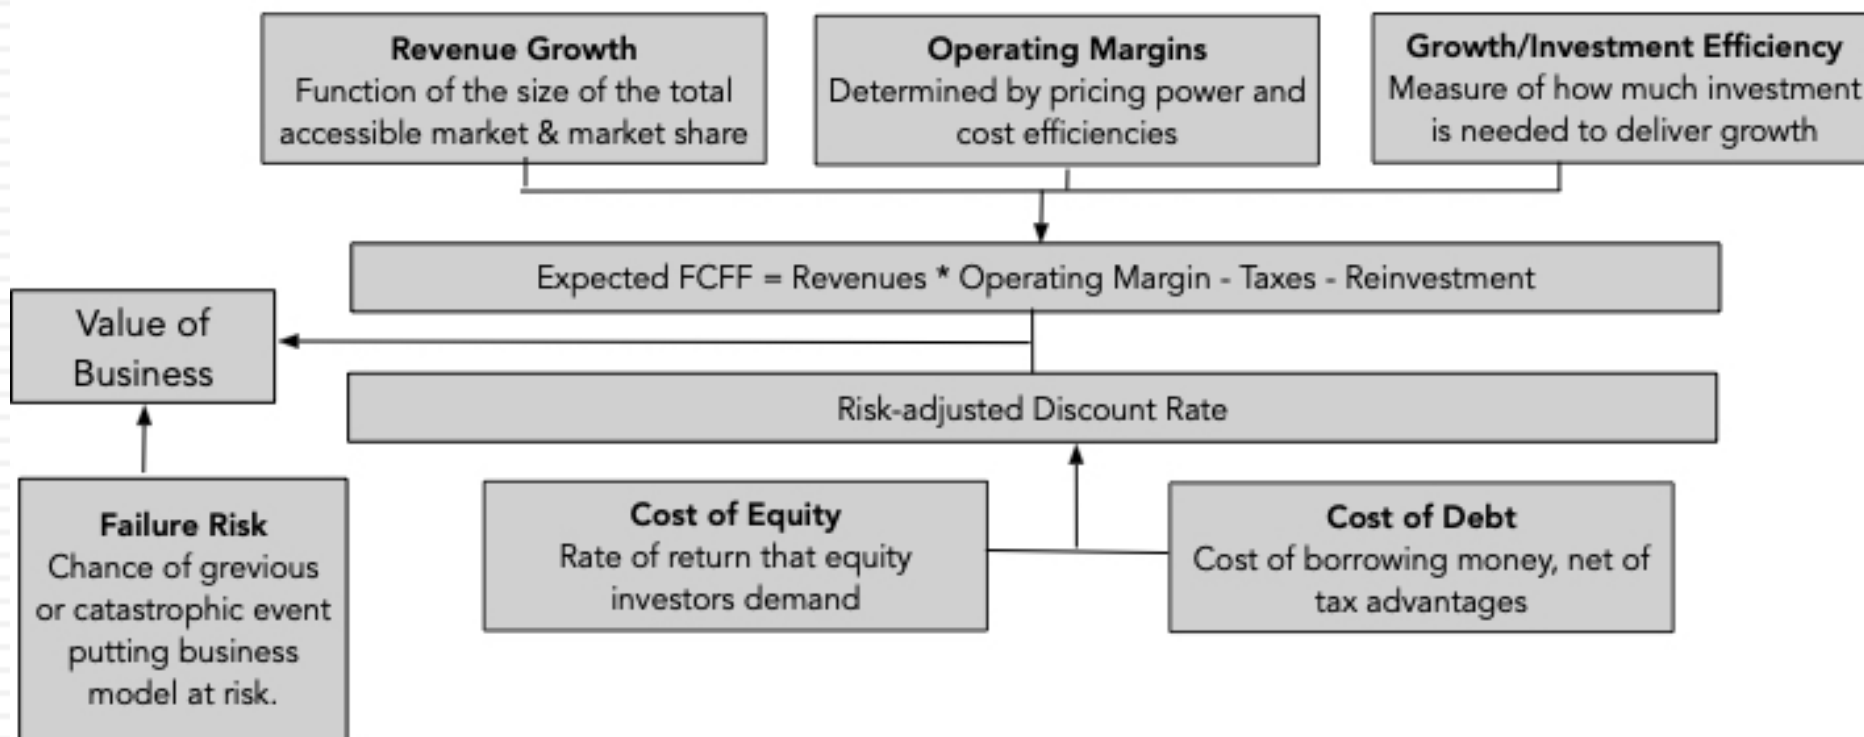 Revenue Growth
Function of the size of the total
accessible market & market share
Operating Margins
Determined by pricing power and
cost efficiencies
Growth/Investment Efficiency
Measure of how much investment
is needed to deliver growth
Expected FCFF = Revenues * Operating Margin - Taxes - Reinvestment
Value of
Business
Risk-adjusted Discount Rate
Failure Risk
Chance of grevious
or catastrophic event
putting business
model at risk.
Cost of Equity
Rate of return that equity
investors demand
Cost of Debt
Cost of borrowing money, net of
tax advantages